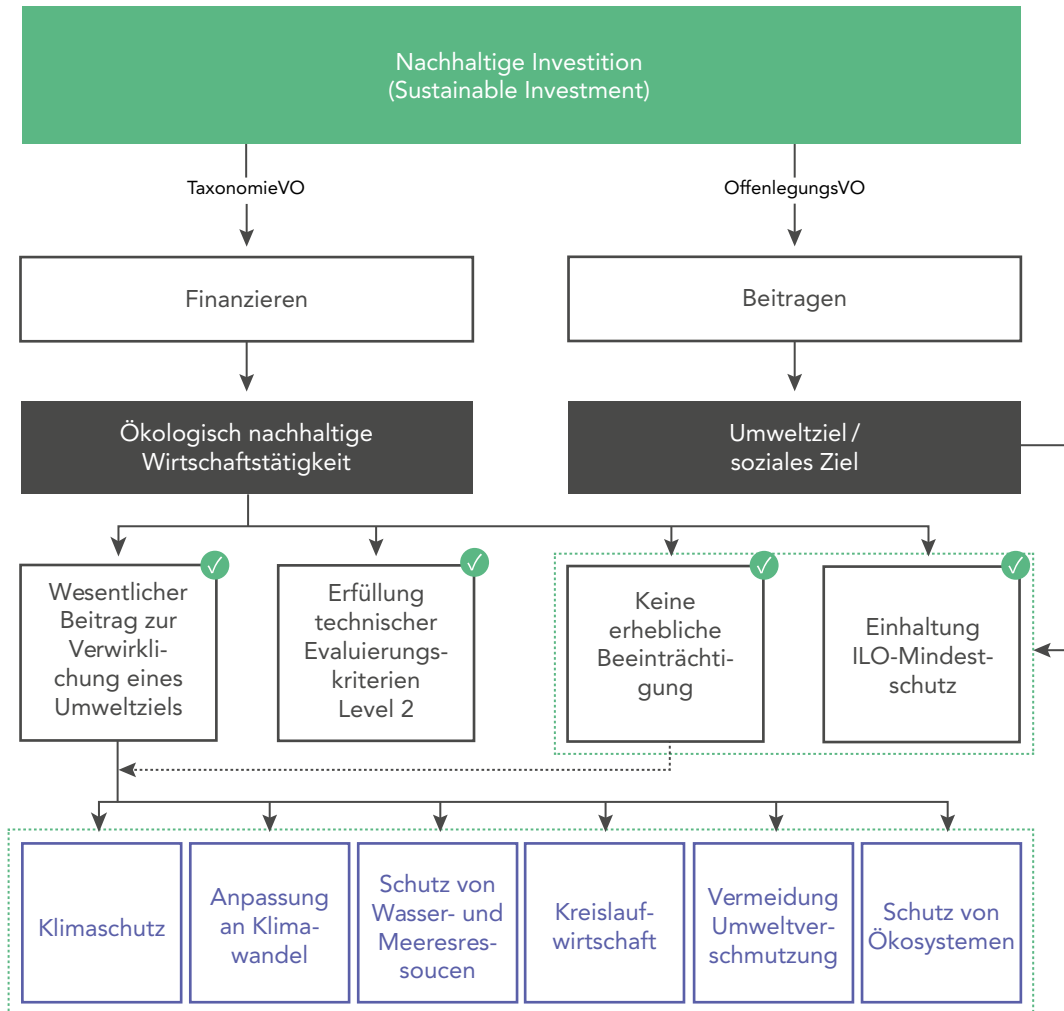 Nachhaltige Investition
(Sustainable Investment)
TaxonomieVO
OffenlegungsVO
Finanzieren
Beitragen
Ökologisch nachhaltige
Wirtschaftstätigkeit
Umweltziel /
soziales Ziel
Wesentlicher
Beitrag zur
Verwirkli-
chung eines
Umweltziels
Erfüllung
technischer
Evaluierungs-
kriterien
Level 2
Keine
erhebliche
Beeinträchti-
gung
Einhaltung
ILO-Mindest-
schutz
Klimaschutz
Anpassung
an Klima-
wandel
Schutz von
Wasser- und
Meeresres-
soucen
Kreislauf-
wirtschaft
Vermeidung
Umweltver-
schmutzung
Schutz von
Ökosystemen